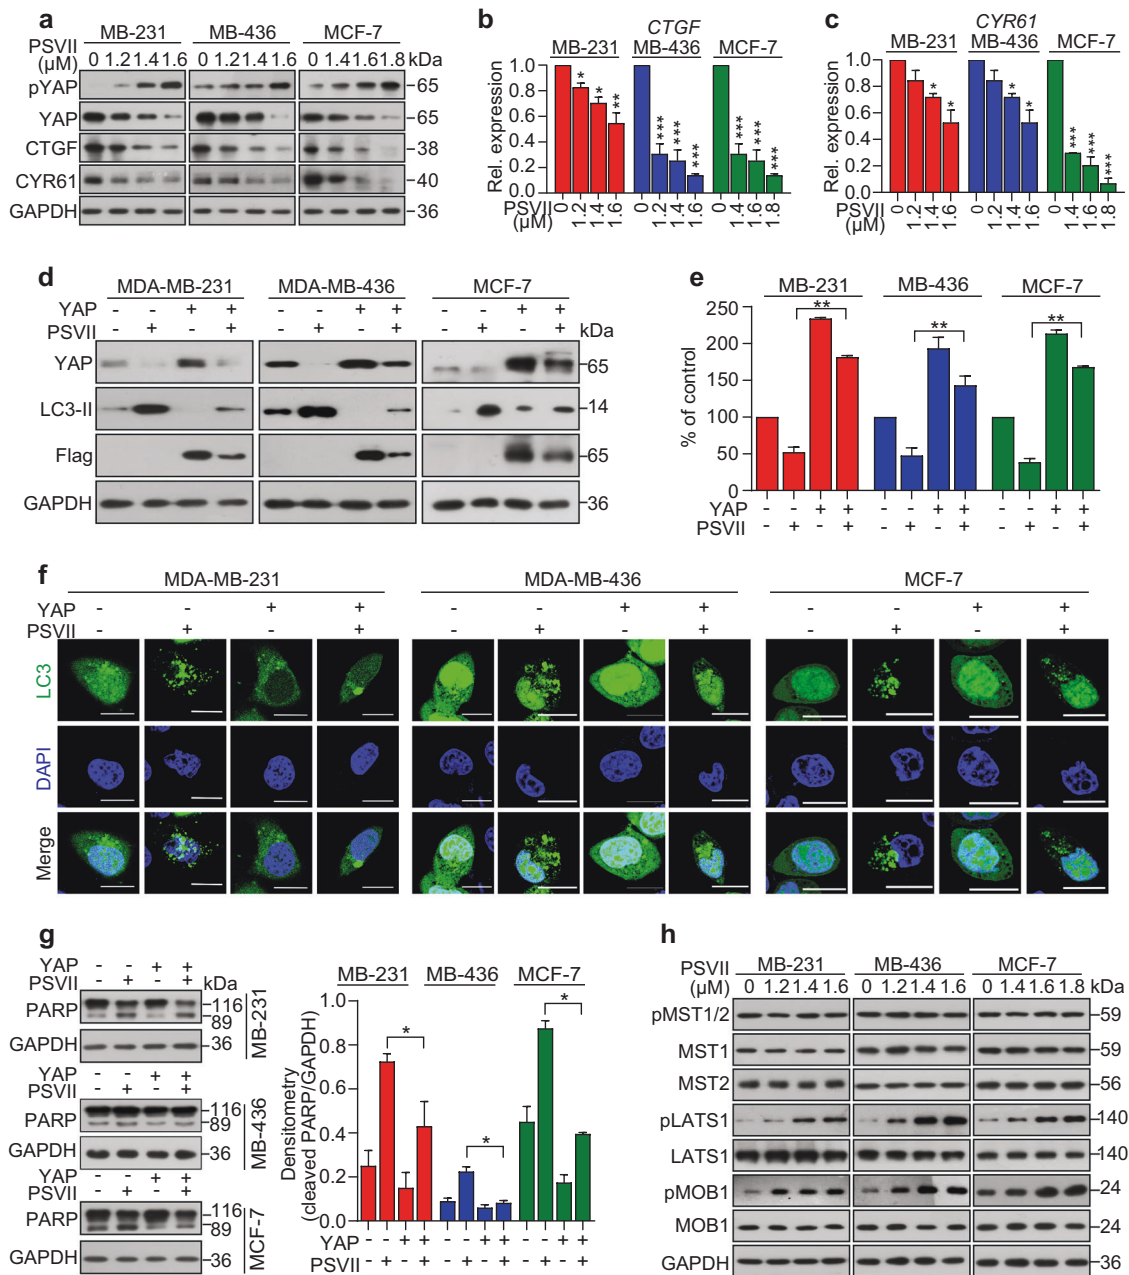 a
MB-231 MB-436 MCF-7
PSVII
(μM) 0 1.2 1.4 1.6 0 1.2 1.4 1.6 0 1.4 1.6 1.8 kDa
pYAP 65
YAP 65
CTGF 38
CYR61 40
GAPDH 36
b
CTGF
MB-231 MB-436 MCF-7
Rel. expression
1.0
0.8
0.6
0.4
0.2
0.0
* * ** *** *** *** *** *** ***
PSVII
(μM)
0 1.2 1.4 1.6 0 1.2 1.4 1.6 0 1.4 1.6 1.8
c
CYR61
MB-231 MB-436 MCF-7
Rel. expression
1.0
0.8
0.6
0.4
0.2
0.0
* * * * *** *** ***
PSVII
(μM)
0 1.2 1.4 1.6 0 1.2 1.4 1.6 0 1.4 1.6 1.8
d
MDA-MB-231 MDA-MB-436 MCF-7
YAP - - + + - - + + - - + +
PSVII - + - + - + - + - + - + kDa
YAP 65
LC3-II 14
Flag 65
GAPDH 36
e
MB-231 MB-436 MCF-7
% of control
250
200
150
100
50
0
** ** **
YAP - - + + - - + + - - + +
PSVII - + - + - + - + - + - +
f
MDA-MB-231 MDA-MB-436 MCF-7
YAP - - + + - - + + - - + +
PSVII - + - + - + - + - + - +
LC3
DAPI
Merge
g
YAP - - + +
PSVII - + - + kDa
PARP 116
89
GAPDH 36
MB-231
YAP - - + +
PSVII - + - +
PARP 116
89
GAPDH 36
MB-436
YAP - - + +
PSVII - + - +
PARP 116
89
GAPDH 36
MCF-7
MB-231 MB-436 MCF-7
Densitometry
(cleaved PARP/GAPDH)
1.0
0.8
0.6
0.4
0.2
0.0
* * *
- - + + - - + + - - + + YAP
- + - + - + - + - + - + PSVII
h
PSVII MB-231 MB-436 MCF-7
(μM) 0 1.2 1.4 1.6 0 1.2 1.4 1.6 0 1.4 1.6 1.8 kDa
pMST1/2 59
MST1 59
MST2 56
pLATS1 140
LATS1 140
pMOB1 24
MOB1 24
GAPDH 36